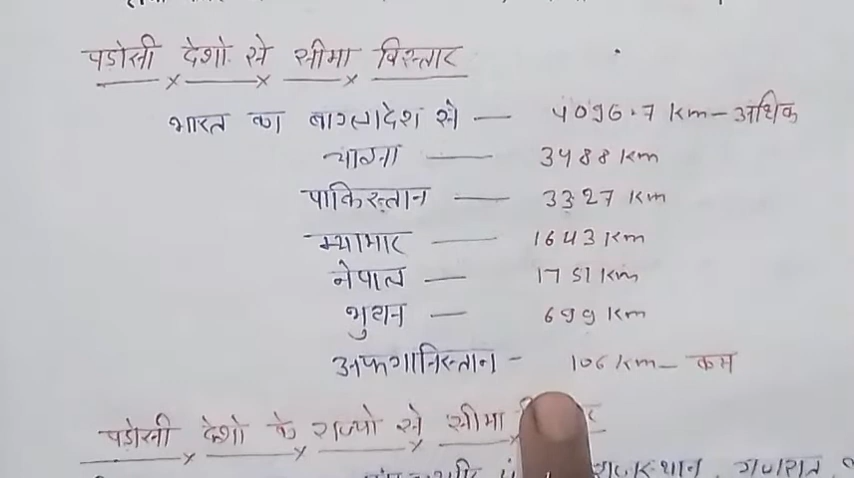 पडोसी देशो से सीमा विस्तार
भारत का बाग्लादेश से — 4096.7 km – अधिक
चाइना — 3488 km
पाकिस्तान — 3327 km
म्यामार — 1643 km
नेपाल — 1751 km
भुटान — 699 km
अफगानिस्तान - 106 km – कम
पडोसी देशो के राज्यो से सीमा
राजस्थान, गुजरात,